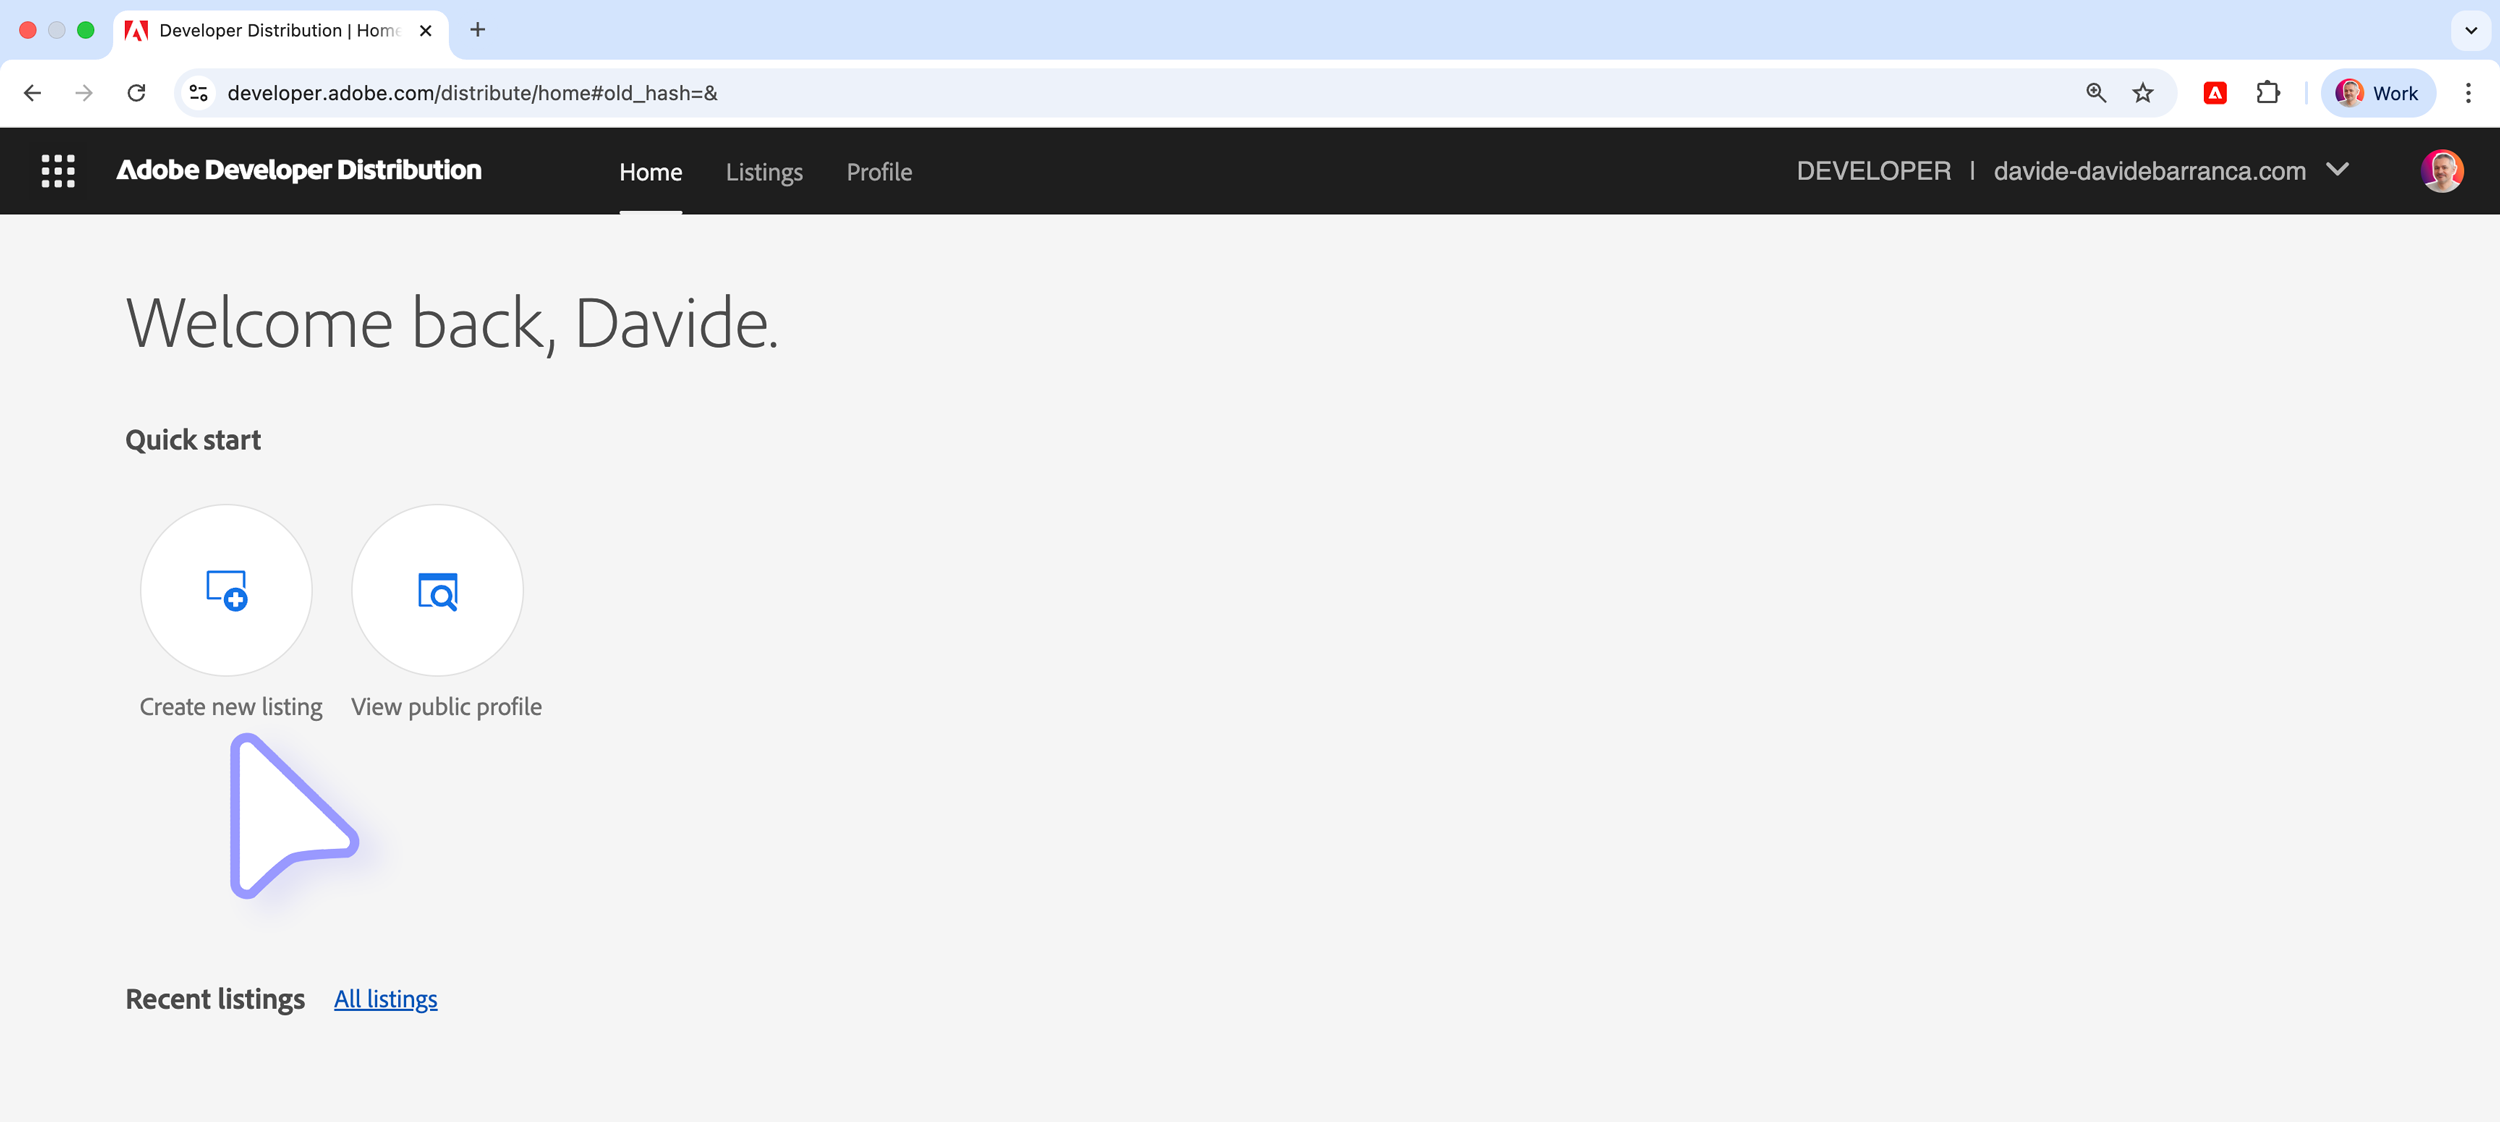 Developer Distribution | Home
developer.adobe.com/distribute/home#old_hash=&
Work
Adobe Developer Distribution
Home
Listings
Profile
DEVELOPER | davide-davidebarranca.com
Welcome back, Davide.
Quick start
Create new listing
View public profile
Recent listings
All listings